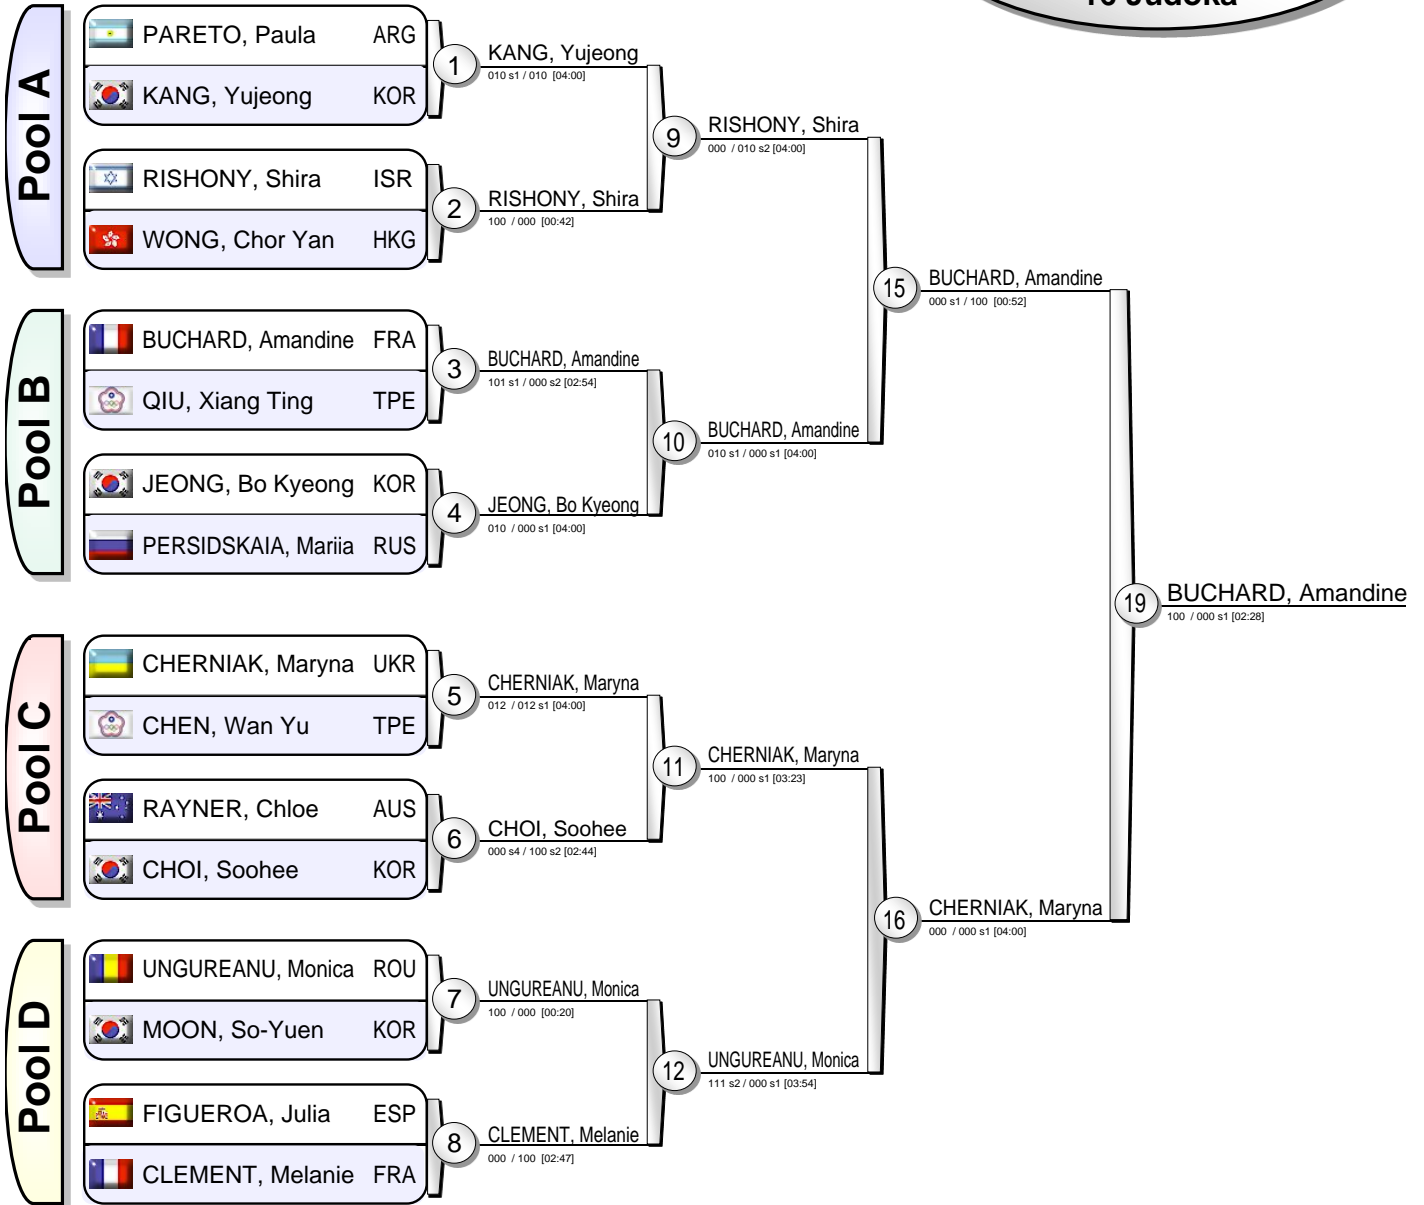 16 Judoka
Pool A
PARETO, Paula ARG
KANG, Yujeong KOR
1
KANG, Yujeong
010 s1 / 010 [04:00]
RISHONY, Shira ISR
WONG, Chor Yan HKG
2
RISHONY, Shira
100 / 000 [00:42]
9
RISHONY, Shira
000 / 010 s2 [04:00]
Pool B
BUCHARD, Amandine FRA
QIU, Xiang Ting TPE
3
BUCHARD, Amandine
101 s1 / 000 s2 [02:54]
JEONG, Bo Kyeong KOR
PERSIDSKAIA, Mariia RUS
4
JEONG, Bo Kyeong
010 / 000 s1 [04:00]
10
BUCHARD, Amandine
010 s1 / 000 s1 [04:00]
15
BUCHARD, Amandine
000 s1 / 100 [00:52]
Pool C
CHERNIAK, Maryna UKR
CHEN, Wan Yu TPE
5
CHERNIAK, Maryna
012 / 012 s1 [04:00]
RAYNER, Chloe AUS
CHOI, Soohee KOR
6
CHOI, Soohee
000 s4 / 100 s2 [02:44]
11
CHERNIAK, Maryna
100 / 000 s1 [03:23]
Pool D
UNGUREANU, Monica ROU
MOON, So-Yuen KOR
7
UNGUREANU, Monica
100 / 000 [00:20]
FIGUEROA, Julia ESP
CLEMENT, Melanie FRA
8
CLEMENT, Melanie
000 / 100 [02:47]
12
UNGUREANU, Monica
111 s2 / 000 s1 [03:54]
16
CHERNIAK, Maryna
000 / 000 s1 [04:00]
19
BUCHARD, Amandine
100 / 000 s1 [02:28]